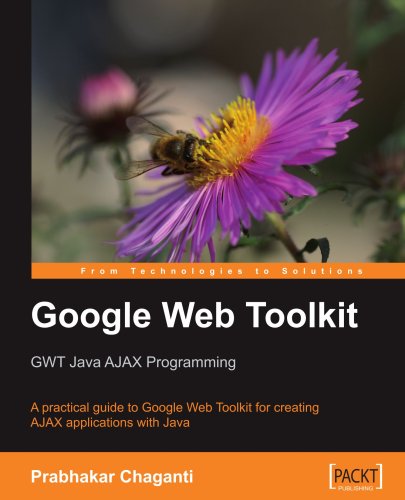 From Technologies to Solutions
Google Web Toolkit
GWT Java AJAX Programming
A practical guide to Google Web Toolkit for creating
AJAX applications with Java
Prabhakar Chaganti
PACKT
PUBLISHING